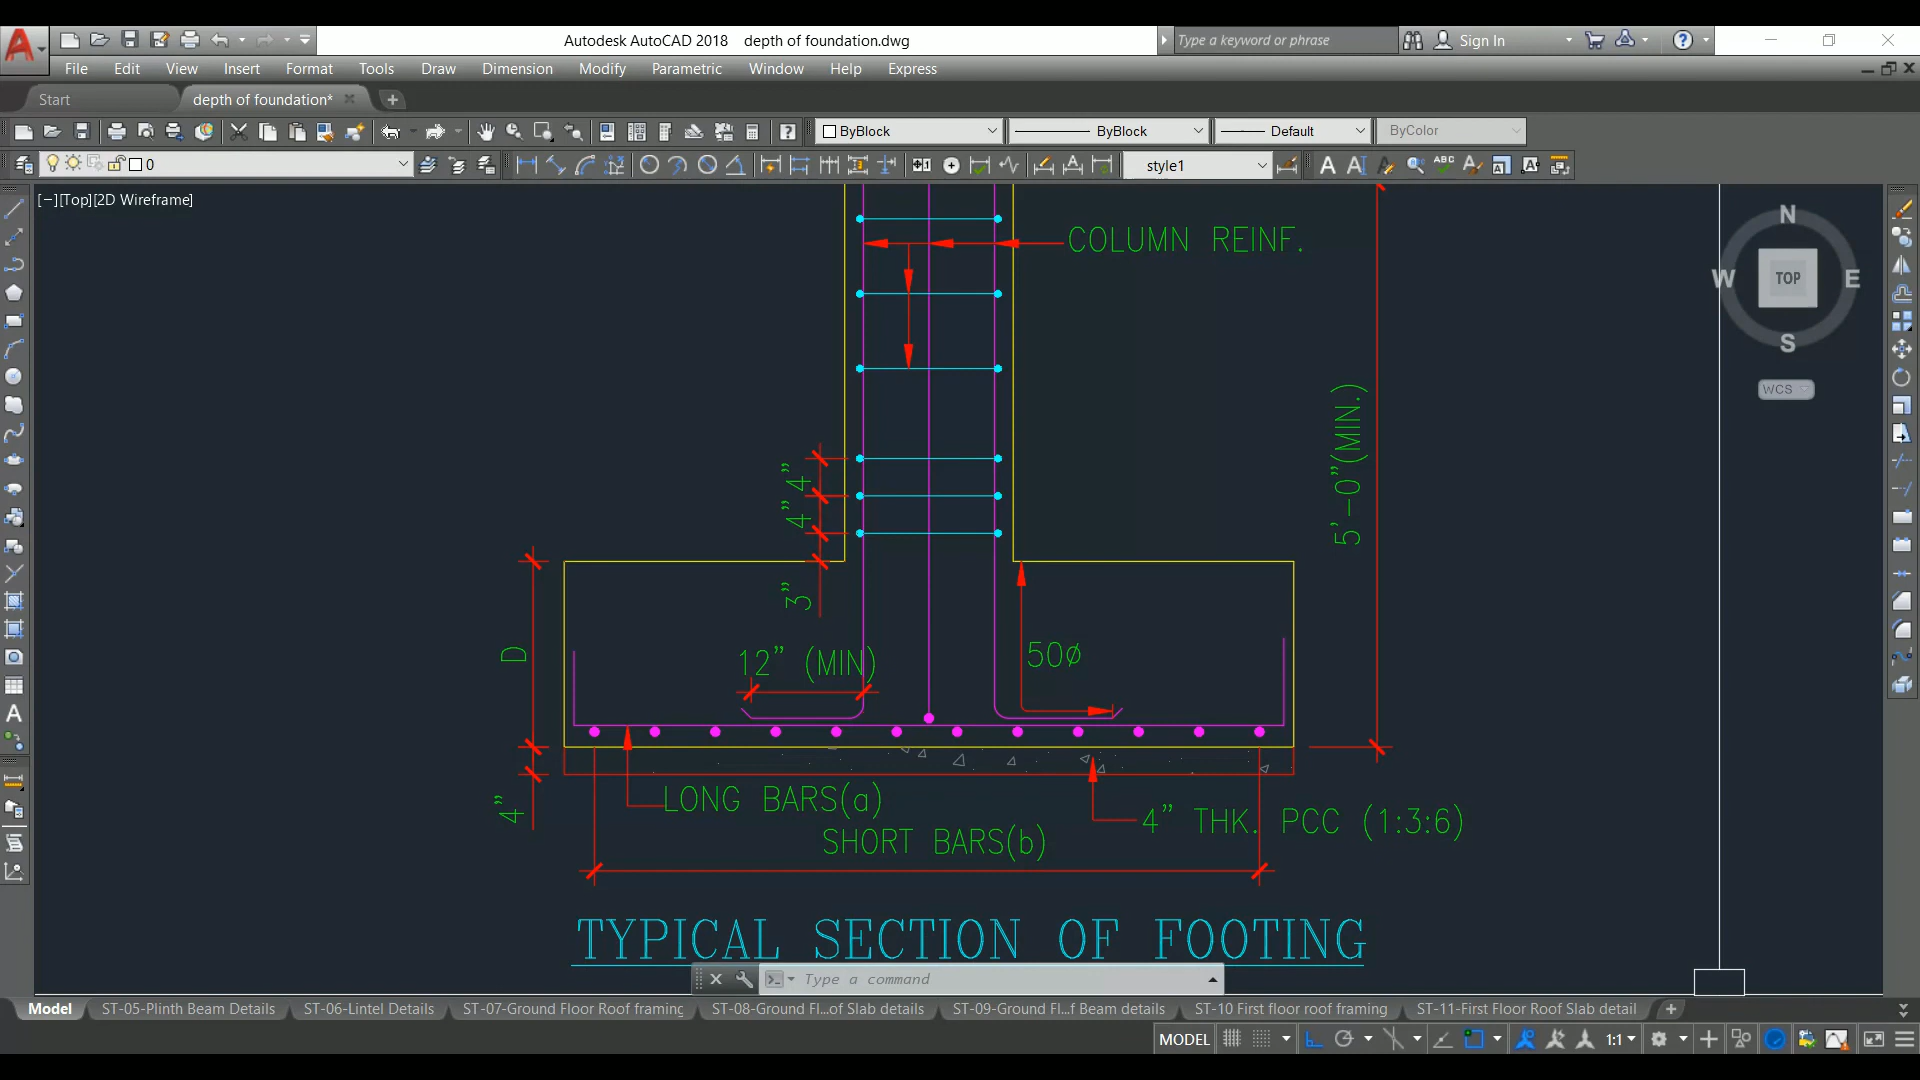 Autodesk AutoCAD 2018 depth of foundation.dwg
Type a keyword or phrase
Sign In
File Edit View Insert Format Tools Draw Dimension Modify Parametric Window Help Express
Start
depth of foundation*
ByBlock
ByBlock
Default
ByColor
0
style1
[−][Top][2D Wireframe]
N
W
TOP
E
S
WCS
COLUMN REINF.
5'-0"(MIN.)
4"
4"
3"
D
12" (MIN)
50ø
4"
LONG BARS(a)
SHORT BARS(b)
4" THK. PCC (1:3:6)
TYPICAL SECTION OF FOOTING
Type a command
Model
ST-05-Plinth Beam Details
ST-06-Lintel Details
ST-07-Ground Floor Roof framing
ST-08-Ground Fl...of Slab details
ST-09-Ground Fl...f Beam details
ST-10 First floor roof framing
ST-11-First Floor Roof Slab detail
MODEL
1:1